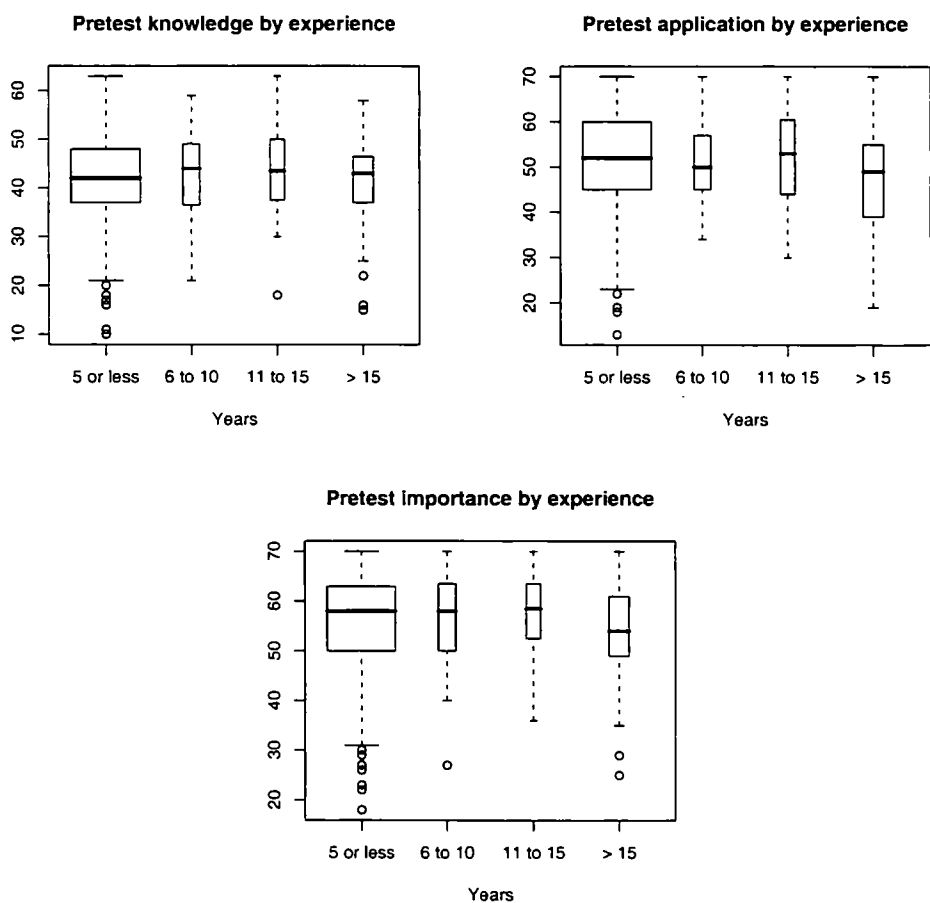 Pretest knowledge by experience
60
50
40
30
20
10
5 or less 6 to 10 11 to 15 > 15
Years
Pretest application by experience
70
60
50
40
30
20
5 or less 6 to 10 11 to 15 > 15
Years
Pretest importance by experience
70
60
50
40
30
20
5 or less 6 to 10 11 to 15 > 15
Years